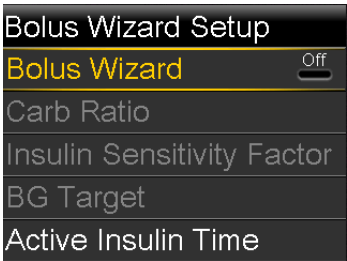 Bolus Wizard Setup
Bolus Wizard Off
Carb Ratio
Insulin Sensitivity Factor
BG Target
Active Insulin Time